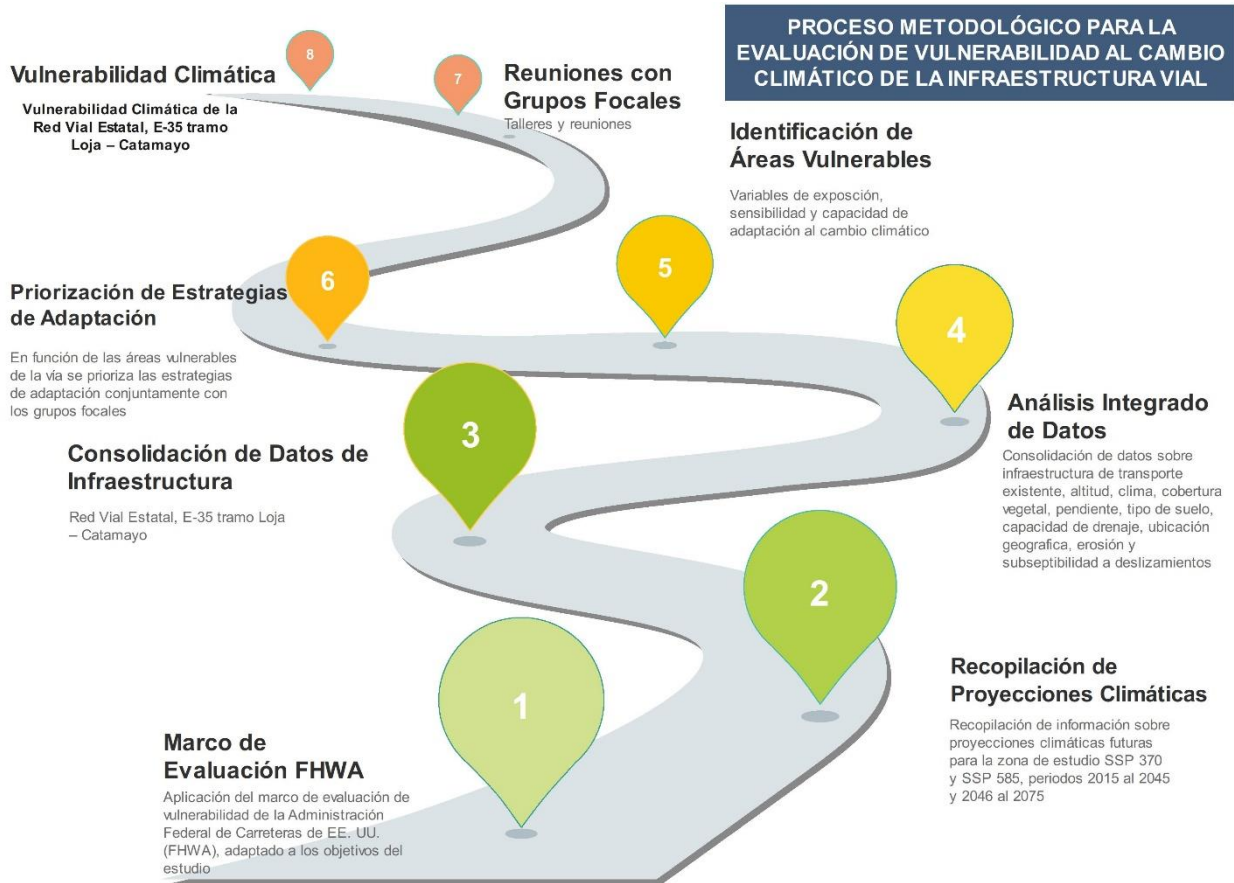 PROCESO METODOLÓGICO PARA LA
EVALUACIÓN DE VULNERABILIDAD AL CAMBIO
CLIMÁTICO DE LA INFRAESTRUCTURA VIAL
8
Vulnerabilidad Climática
Vulnerabilidad Climática de la
Red Vial Estatal, E-35 tramo
Loja – Catamayo
7
Reuniones con
Grupos Focales
Talleres y reuniones
Identificación de
Áreas Vulnerables
Variables de exposción,
sensibilidad y capacidad de
adaptación al cambio climático
5
6
Priorización de Estrategias
de Adaptación
En función de las áreas vulnerables
de la vía se prioriza las estrategias
de adaptación conjuntamente con
los grupos focales
4
Análisis Integrado
de Datos
Consolidación de datos sobre
infraestructura de transporte
existente, altitud, clima, cobertura
vegetal, pendiente, tipo de suelo,
capacidad de drenaje, ubicación
geografica, erosión y
subseptibilidad a deslizamientos
3
Consolidación de Datos de
Infraestructura
Red Vial Estatal, E-35 tramo Loja
– Catamayo
2
Recopilación de
Proyecciones Climáticas
Recopilación de información sobre
proyecciones climáticas futuras
para la zona de estudio SSP 370
y SSP 585, periodos 2015 al 2045
y 2046 al 2075
1
Marco de
Evaluación FHWA
Aplicación del marco de evaluación de
vulnerabilidad de la Administración
Federal de Carreteras de EE. UU.
(FHWA), adaptado a los objetivos del
estudio